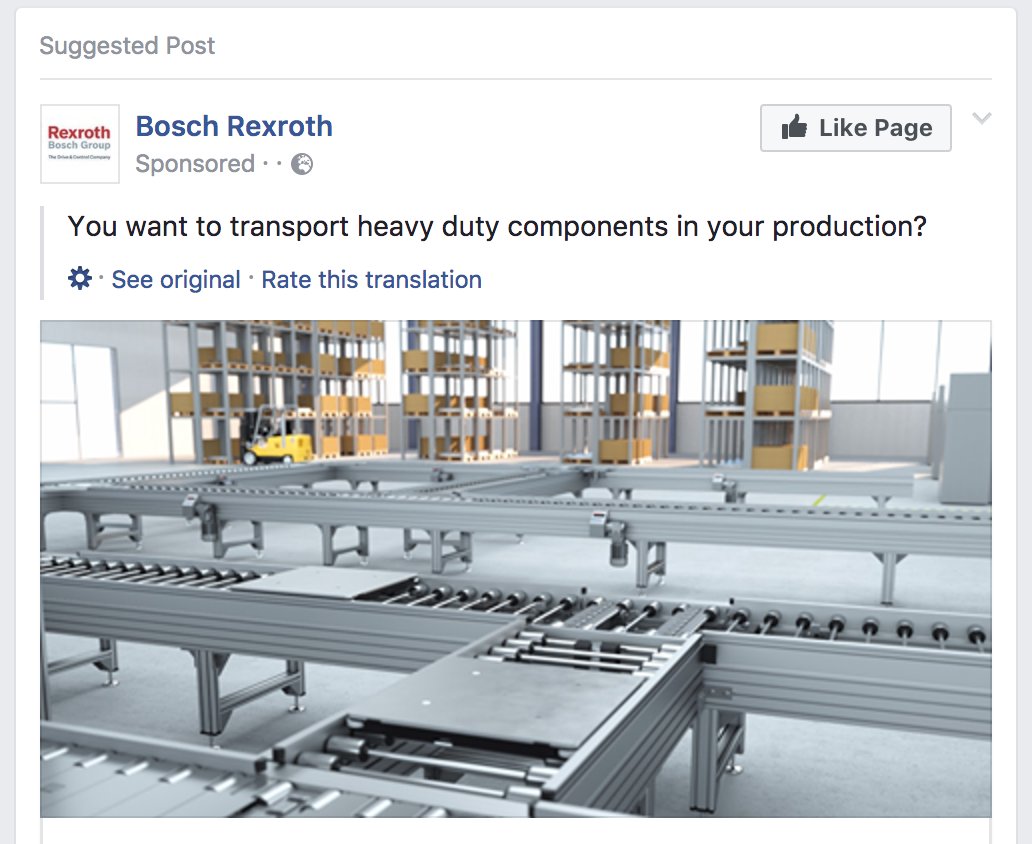 Suggested Post
Rexroth
Bosch Group
The Drive & Control Company
Bosch Rexroth
Sponsored · ·
Like Page
You want to transport heavy duty components in your production?
· See original · Rate this translation